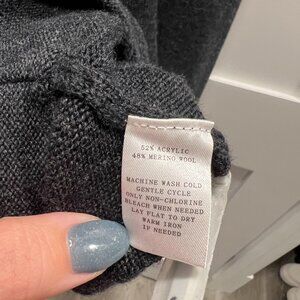 52% ACRYLIC
48% MERINO WOOL
MACHINE WASH COLD
GENTLE CYCLE
ONLY NON-CHLORINE
BLEACH WHEN NEEDED
LAY FLAT TO DRY
WARM IRON
IF NEEDED